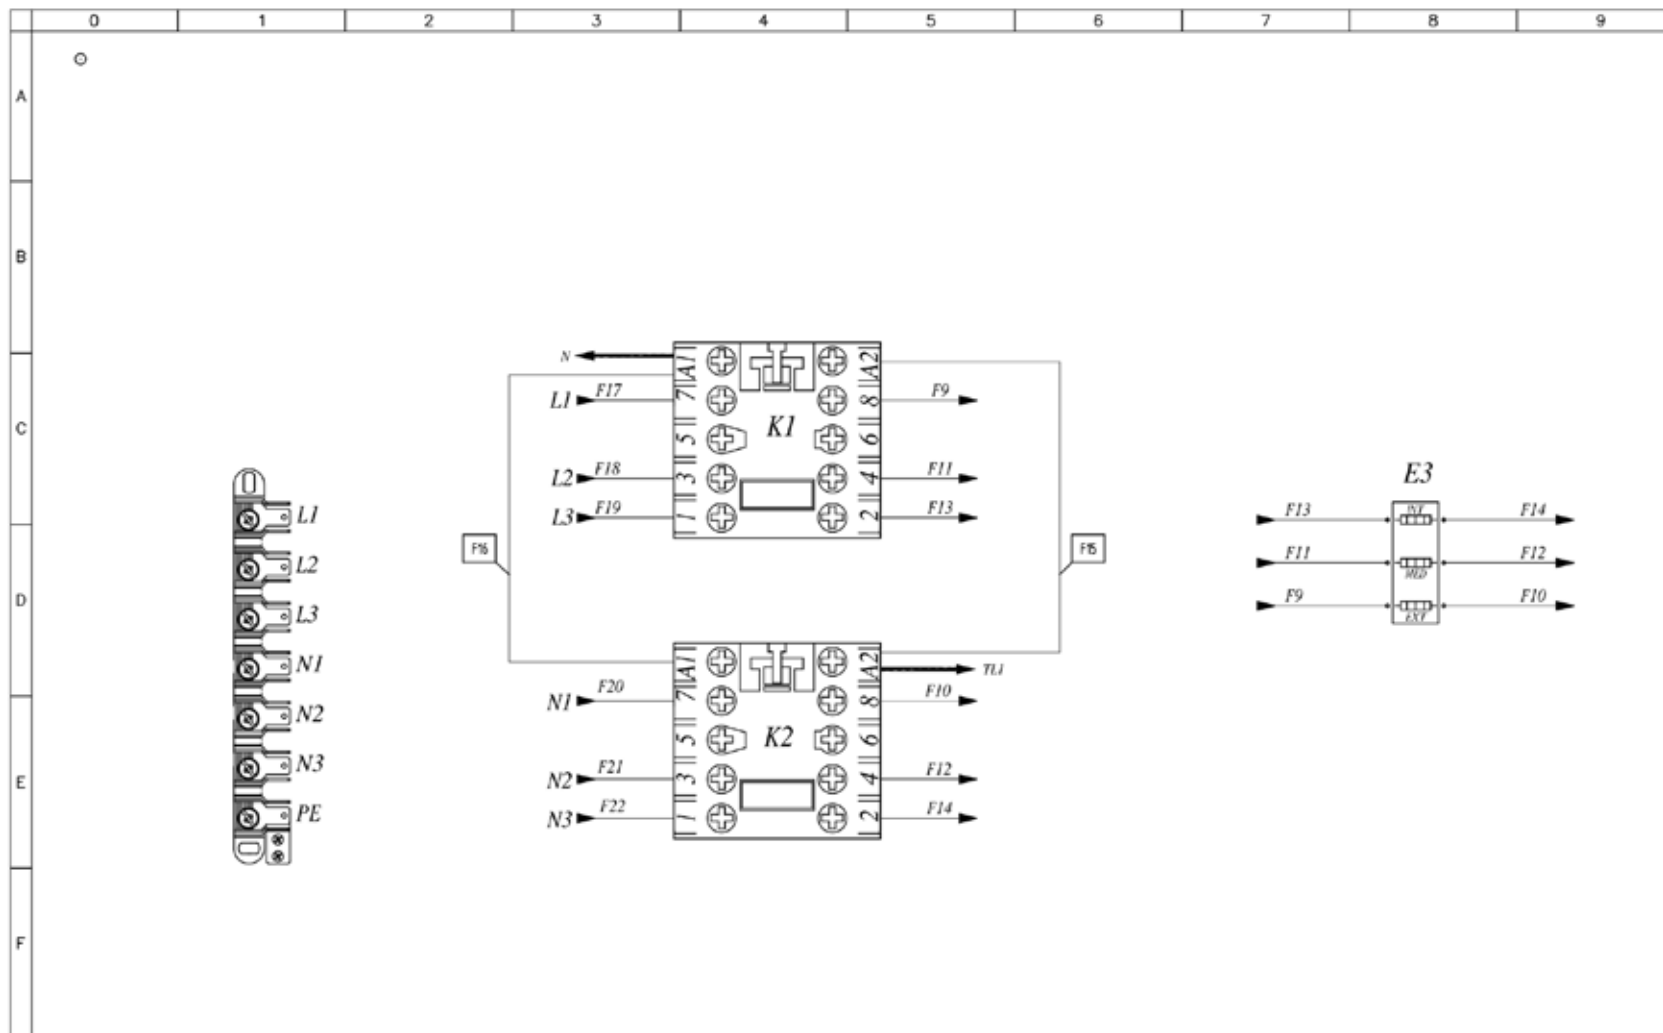 0 1 2 3 4 5 6 7 8 9
A
B
C
D
E
F
L1
L2
L3
N1
N2
N3
PE
N
A1
A2
L1 F17 7
8 F9
K1
5
6
L2 F18 3
4 F11
L3 F19 1
2 F13
F16
F15
A1
A2
TL1
N1 F20 7
8 F10
K2
5
6
N2 F21 3
4 F12
N3 F22 1
2 F14
E3
F13 INT F14
F11 F12
MED
F9 F10
EXT